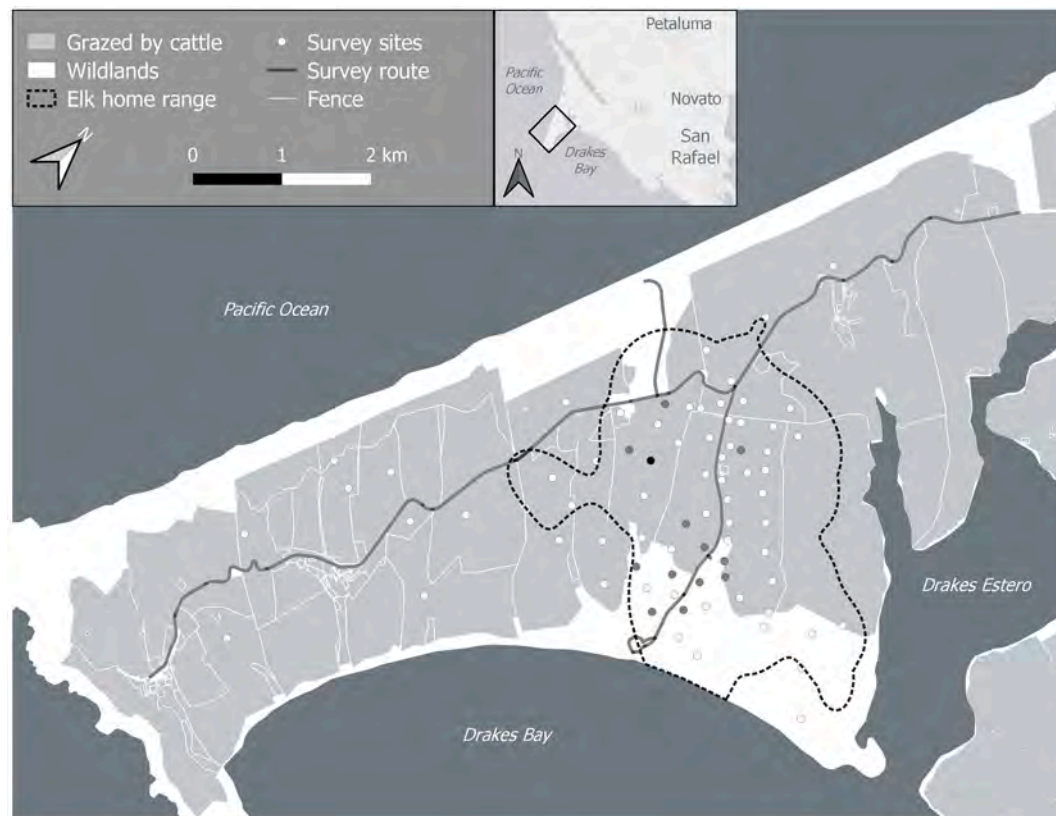 Grazed by cattle
Wildlands
Elk home range
Survey sites
Survey route
Fence
N
0 1 2 km
Petaluma
Pacific
Ocean
Novato
San
Rafael
Drakes
Bay
N
Pacific Ocean
Drakes Estero
Drakes Bay